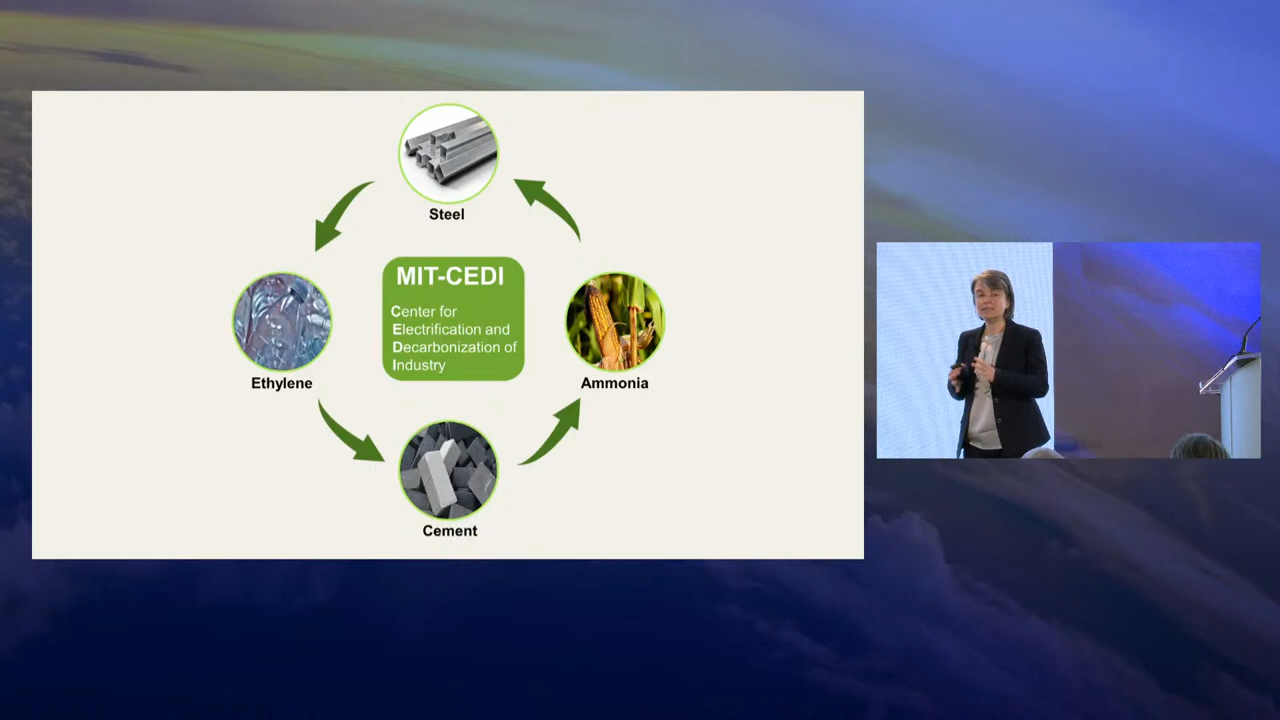 Steel
MIT-CEDI
Center for
Electrification and
Decarbonization of
Industry
Ethylene
Ammonia
Cement